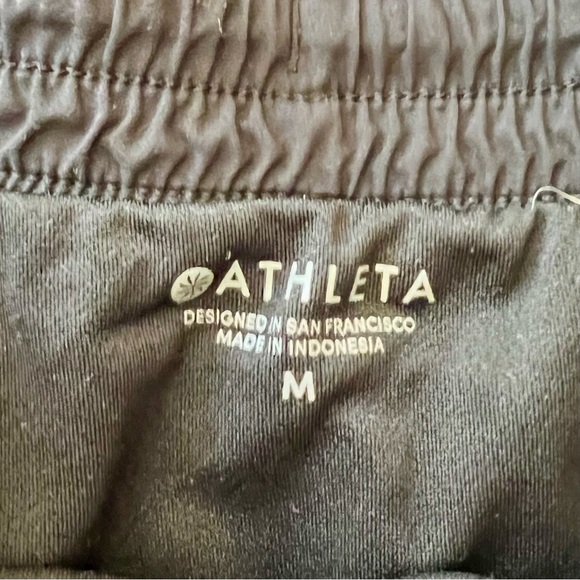 ATHLETA
DESIGNED IN SAN FRANCISCO
MADE IN INDONESIA
M